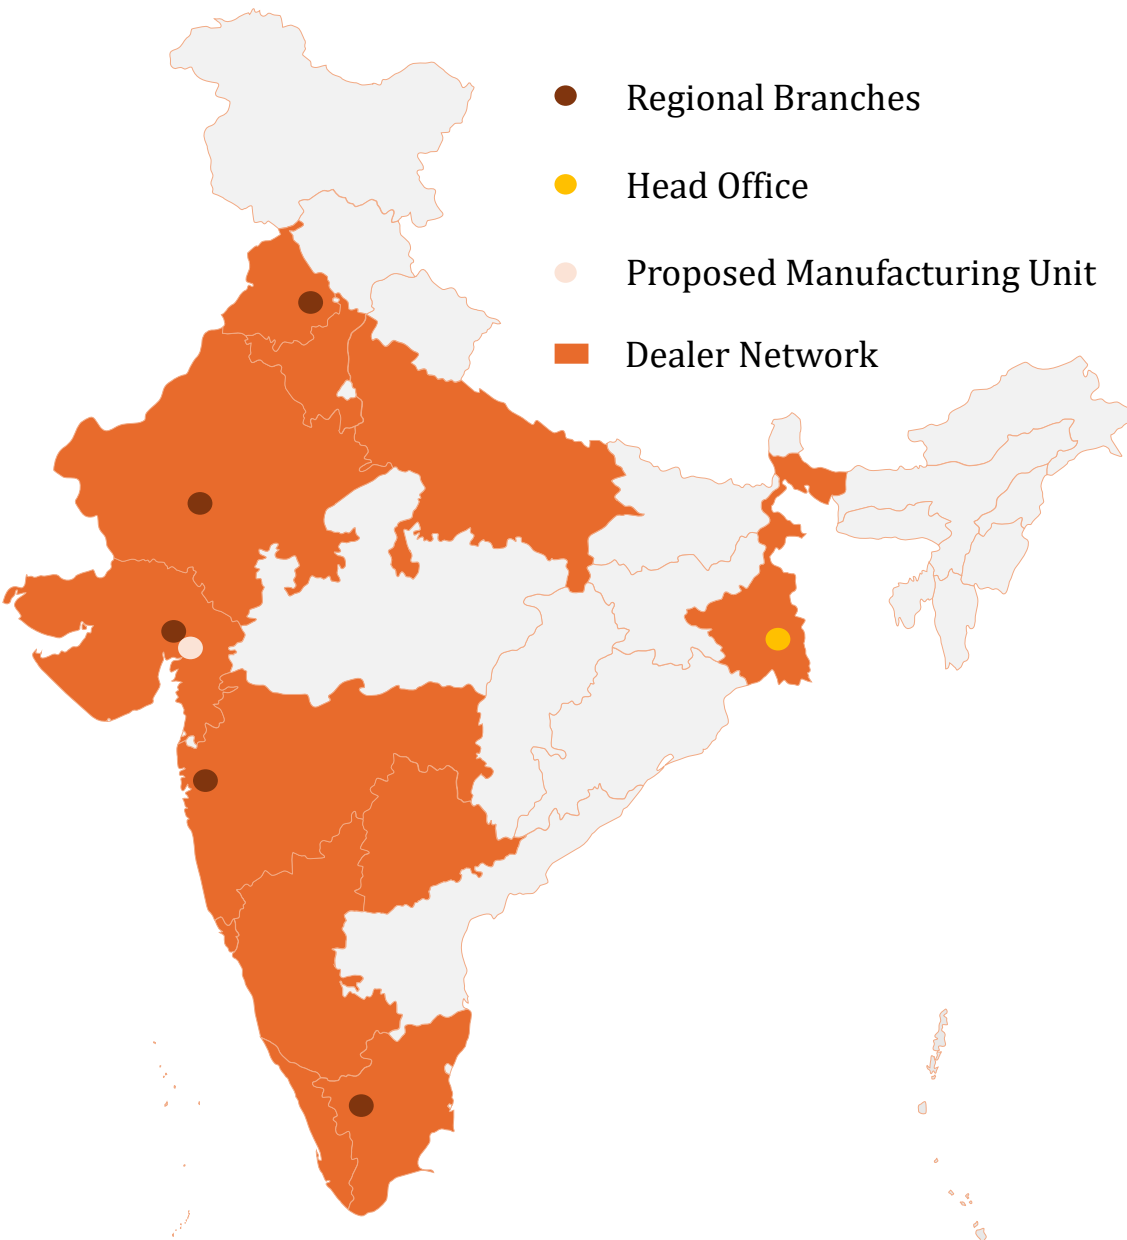 Regional Branches
Head Office
Proposed Manufacturing Unit
Dealer Network